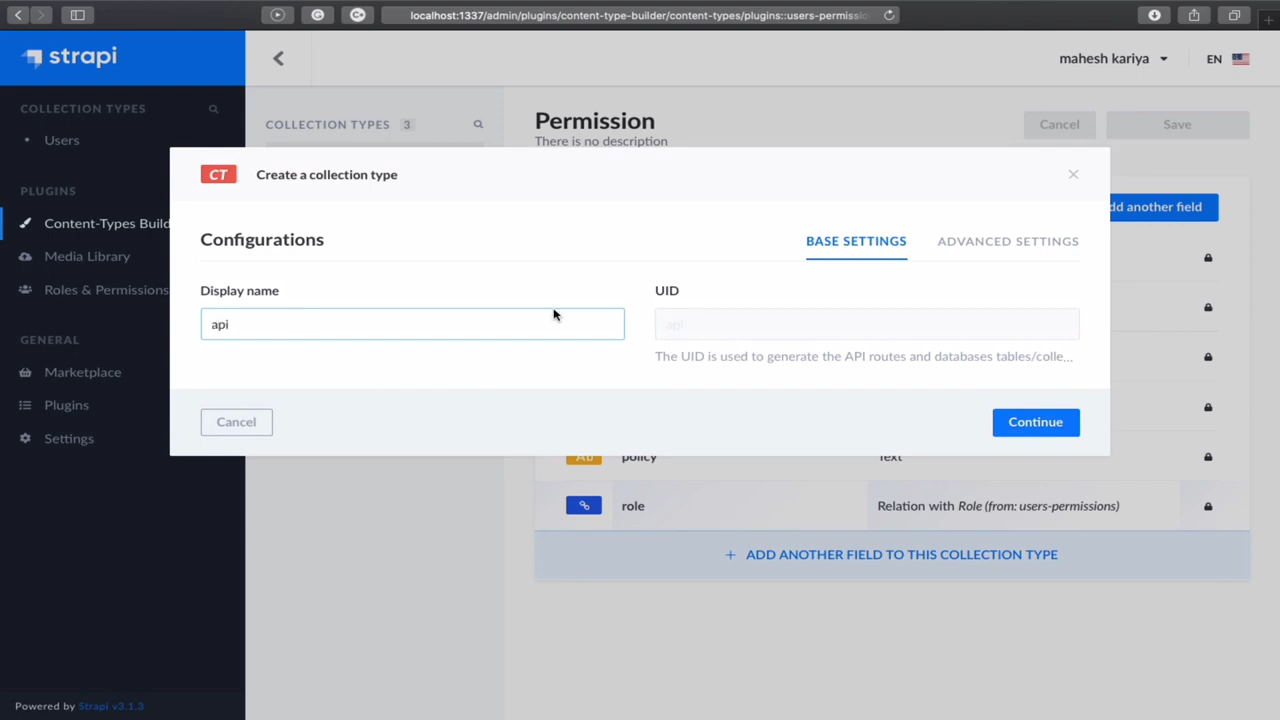 localhost:1337/admin/plugins/content-type-builder/content-types/plugins::users-permissio
strapi
mahesh kariya
EN
COLLECTION TYPES
Users
PLUGINS
Content-Types Build
Media Library
Roles & Permissions
GENERAL
Marketplace
Plugins
Settings
Powered by Strapi v3.1.3
COLLECTION TYPES 3
Permission
There is no description
Cancel
Save
dd another field
CT Create a collection type
Configurations
BASE SETTINGS
ADVANCED SETTINGS
Display name
api
UID
api
The UID is used to generate the API routes and databases tables/colle...
Cancel
Continue
Ab policy Text
role Relation with Role (from: users-permissions)
+ ADD ANOTHER FIELD TO THIS COLLECTION TYPE